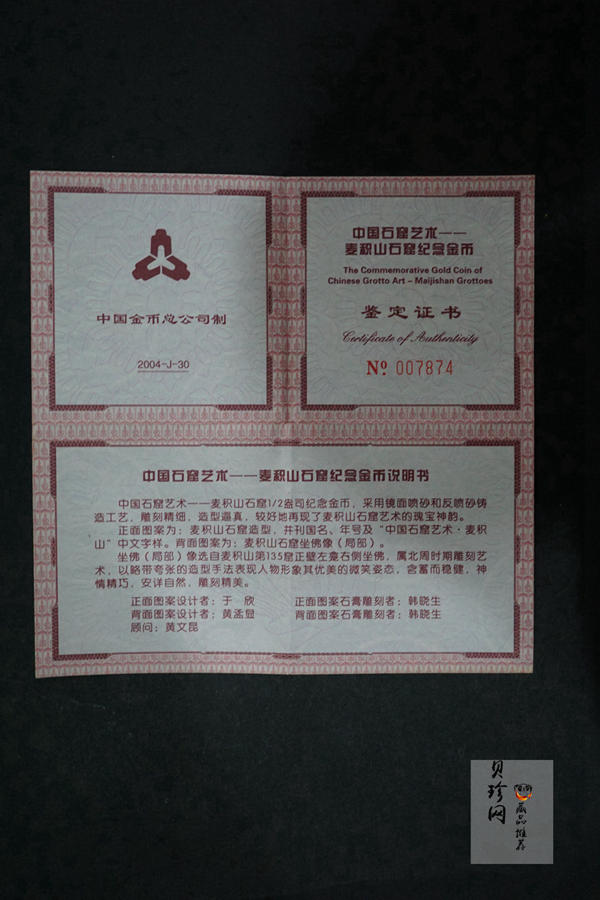 中国金币总公司制
2004-J-30
中国石窟艺术——
麦积山石窟纪念金币
The Commemorative Gold Coin of
Chinese Grotto Art – Maijishan Grottoes
鉴定证书
Certificate of Authenticity
Nº 007874
中国石窟艺术——麦积山石窟纪念金币说明书
中国石窟艺术——麦积山石窟1/2盎司纪念金币，采用镜面喷砂和反喷砂铸
造工艺，雕刻精细，造型逼真，较好地再现了麦积山石窟艺术的瑰宝神韵。
正面图案为：麦积山石窟造型，并刊国名、年号及“中国石窟艺术·麦积
山”中文字样。背面图案为：麦积山石窟坐佛像（局部）。
坐佛（局部）像选自麦积山第135窟正壁左龛右侧坐佛，属北周时期雕刻艺
术，以略带夸张的造型手法表现人物形象其优美的微笑姿态，含蓄而稳健，神
情精巧，安详自然，雕刻精美。
正面图案设计者：于　欣　　正面图案石膏雕刻者：韩晓生
背面图案设计者：黄孟显　　背面图案石膏雕刻者：韩晓生
顾问：黄文昆
贝珍网
藏品推荐